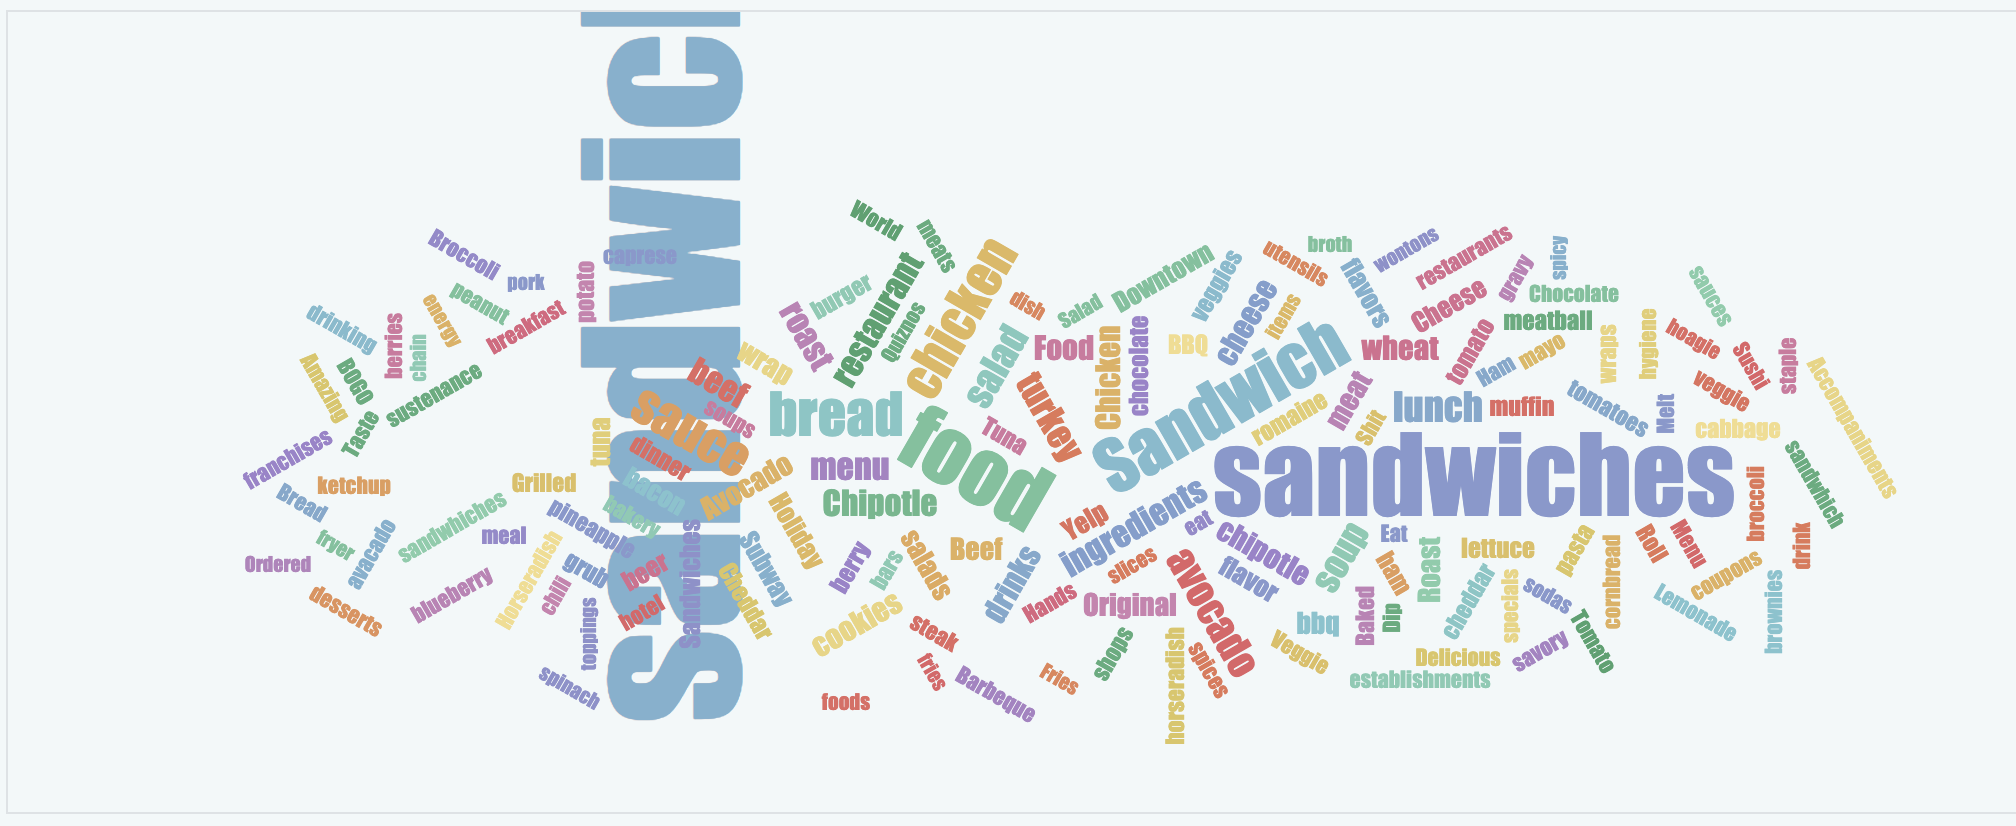 sandwich
World
meats
Broccoli
caprese
pork
potato
peanut
energy
breakfast
drinking
berries
chain
BOGO
Amazing
sustenance
Taste
franchises
ketchup
Bread
Grilled
sandwhiches
meal
fryer
avacado
Ordered
desserts
blueberry
Horseradish
pineapple
grub
chili
toppings
spinach
beer
hotel
Sandwiches
bakery
bacon
tuna
sauce
dinner
soups
beef
wrap
roast
burger
restaurant
Quiznos
chicken
dish
salad
bread
food
Tuna
turkey
menu
Chipotle
Avocado
Holiday
Subway
Cheddar
berry
bars
salads
Beef
cookies
steak
fries
foods
Barbeque
drinks
Yelp
ingredients
Hands
slices
Original
Fries
shops
horseradish
spices
avocado
Food
Salad
Downtown
Chicken
chocolate
BBQ
veggies
cheese
items
utensils
broth
flavors
wontons
restaurants
gravy
spicy
Sandwich
wheat
Cheese
tomato
meatball
Chocolate
Ham
mayo
wraps
hygiene
sauces
hoagie
Sushi
staple
veggie
Accompaniments
romaine
meat
Shit
lunch
muffin
tomatoes
Melt
cabbage
sandwiches
sandwhich
broccoli
eat
Chipotle
flavor
soup
Eat
ham
Roast
lettuce
pasta
cornbread
Roll
Menu
coupons
drink
bbq
Baked
Dip
cheddar
specials
sodas
Tomato
Lemonade
brownies
Veggie
Delicious
savory
establishments